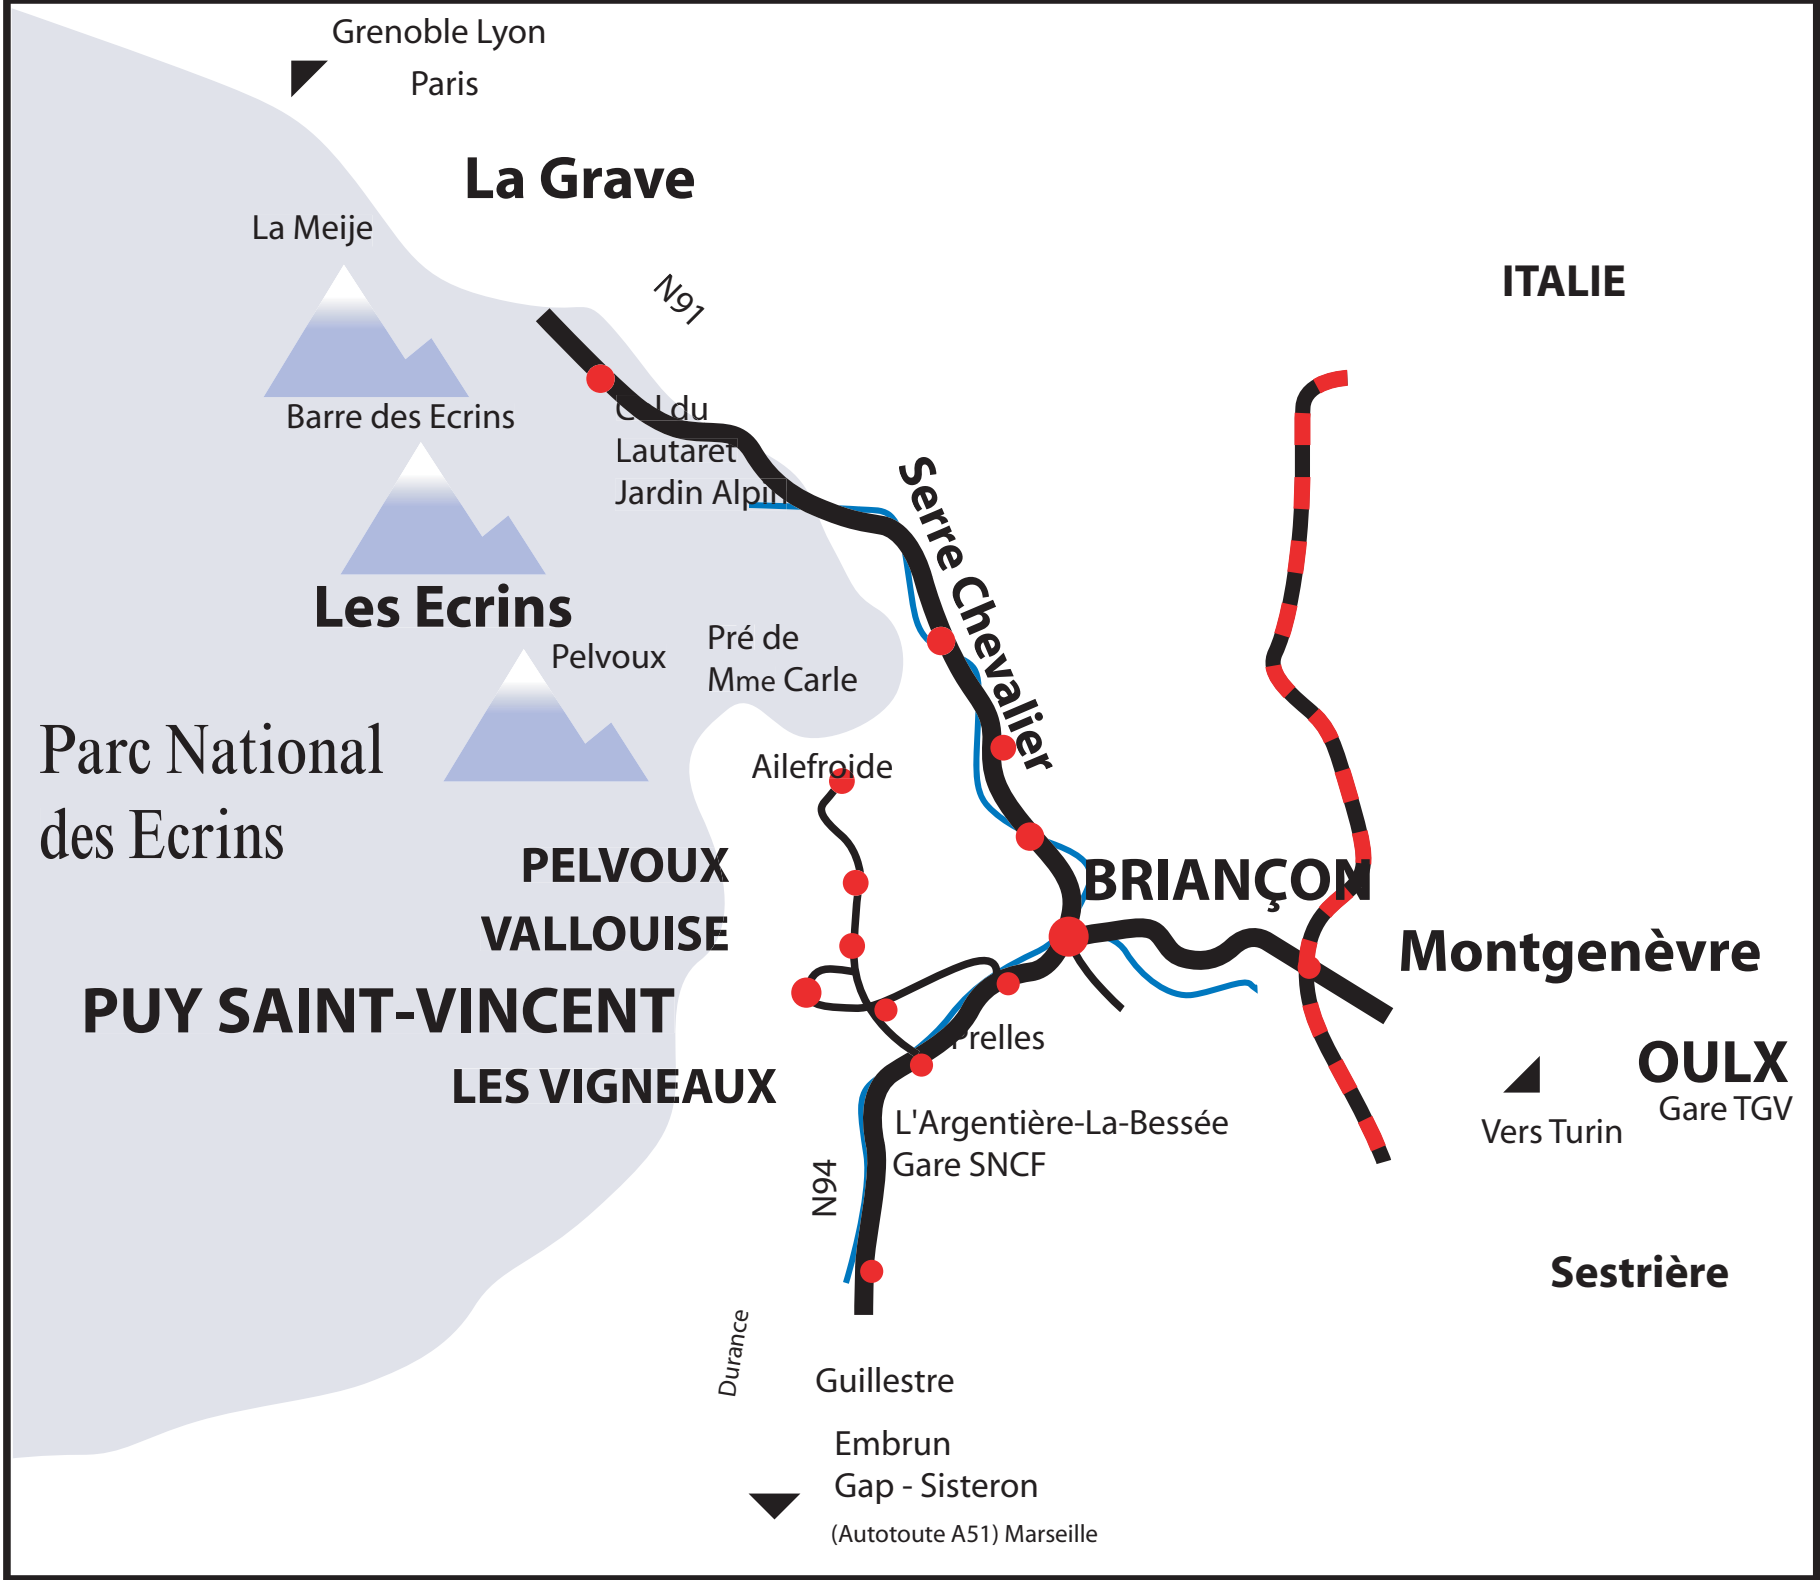 Grenoble Lyon
Paris
La Grave
La Meije
N91
ITALIE
Barre des Ecrins
Col du
Lautaret
Jardin Alpin
Serre Chevalier
Les Ecrins
Pelvoux
Pré de
Mme Carle
Parc National
des Ecrins
Ailefroide
PELVOUX
BRIANÇON
VALLOUISE
Montgenèvre
PUY SAINT-VINCENT
Prelles
OULX
Gare TGV
LES VIGNEAUX
Vers Turin
L'Argentière-La-Bessée
Gare SNCF
N94
Sestrière
Durance
Guillestre
Embrun
Gap - Sisteron
(Autotoute A51) Marseille